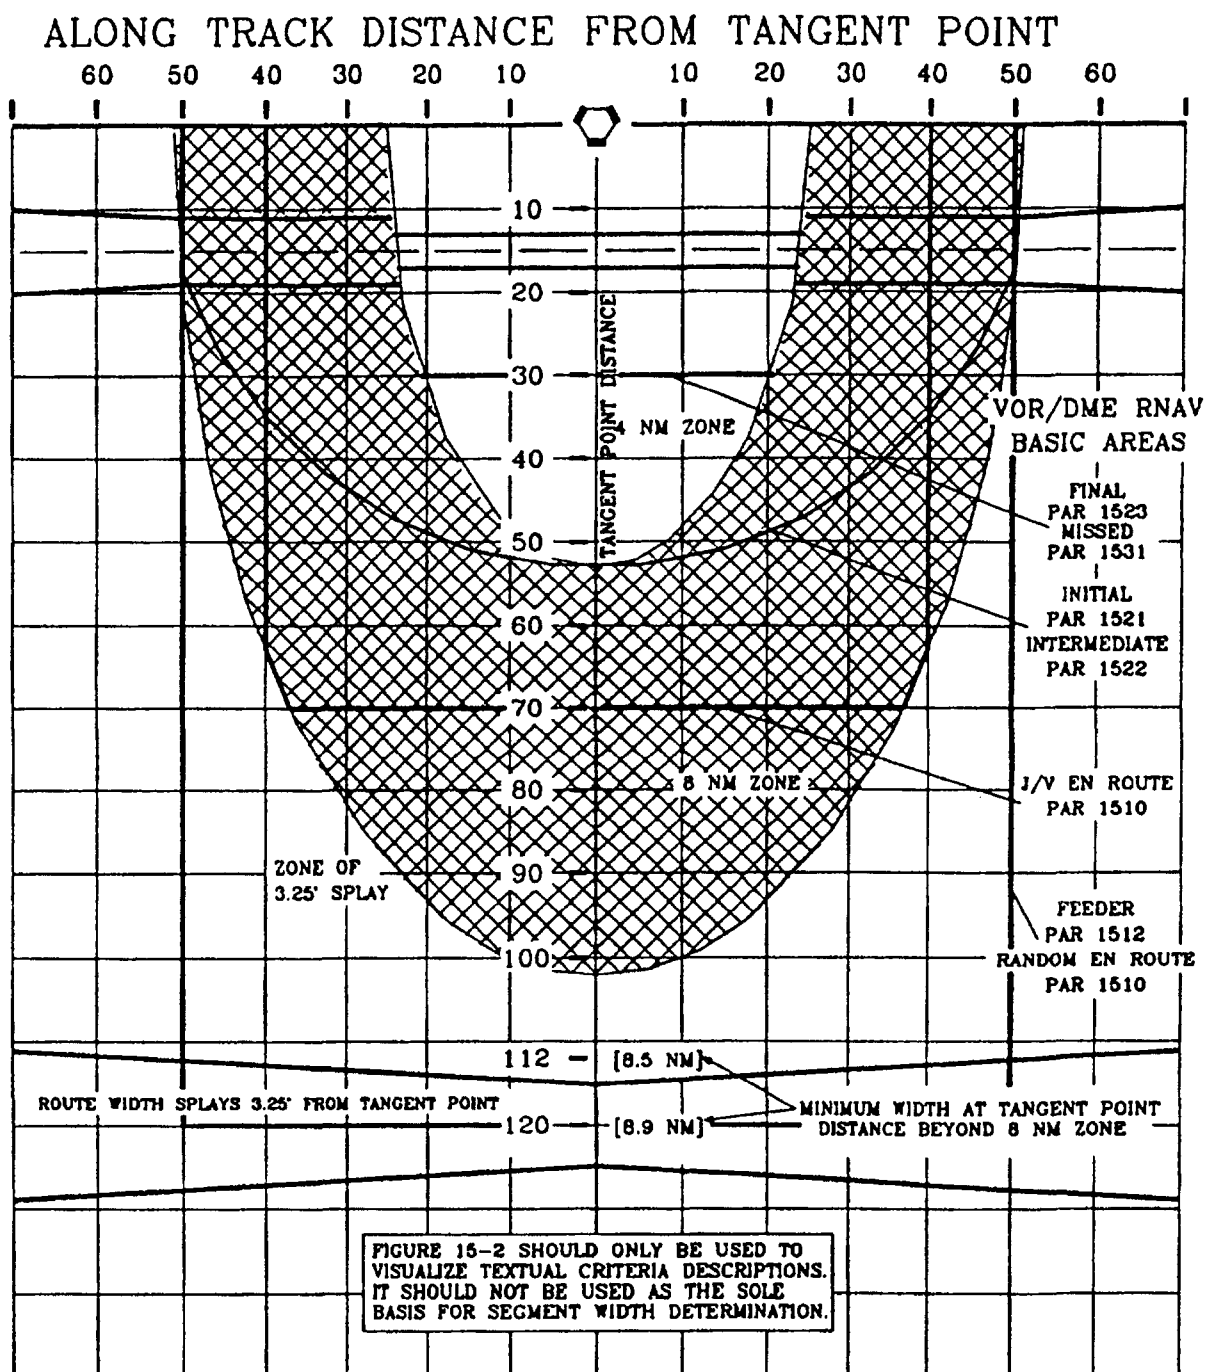 ALONG TRACK DISTANCE FROM TANGENT POINT
60 50 40 30 20 10 10 20 30 40 50 60
10
20
30
40
50
60
70
80
90
100
112
120
TANGENT POINT DISTANCE
4 NM ZONE
8 NM ZONE
VOR/DME RNAV
BASIC AREAS
FINAL
PAR 1523
MISSED
PAR 1531
INITIAL
PAR 1521
INTERMEDIATE
PAR 1522
J/V EN ROUTE
PAR 1510
ZONE OF
3.25° SPLAY
FEEDER
PAR 1512
RANDOM EN ROUTE
PAR 1510
[8.5 NM]
ROUTE WIDTH SPLAYS 3.25° FROM TANGENT POINT
[8.9 NM]
MINIMUM WIDTH AT TANGENT POINT
DISTANCE BEYOND 8 NM ZONE
FIGURE 15-2 SHOULD ONLY BE USED TO
VISUALIZE TEXTUAL CRITERIA DESCRIPTIONS.
IT SHOULD NOT BE USED AS THE SOLE
BASIS FOR SEGMENT WIDTH DETERMINATION.